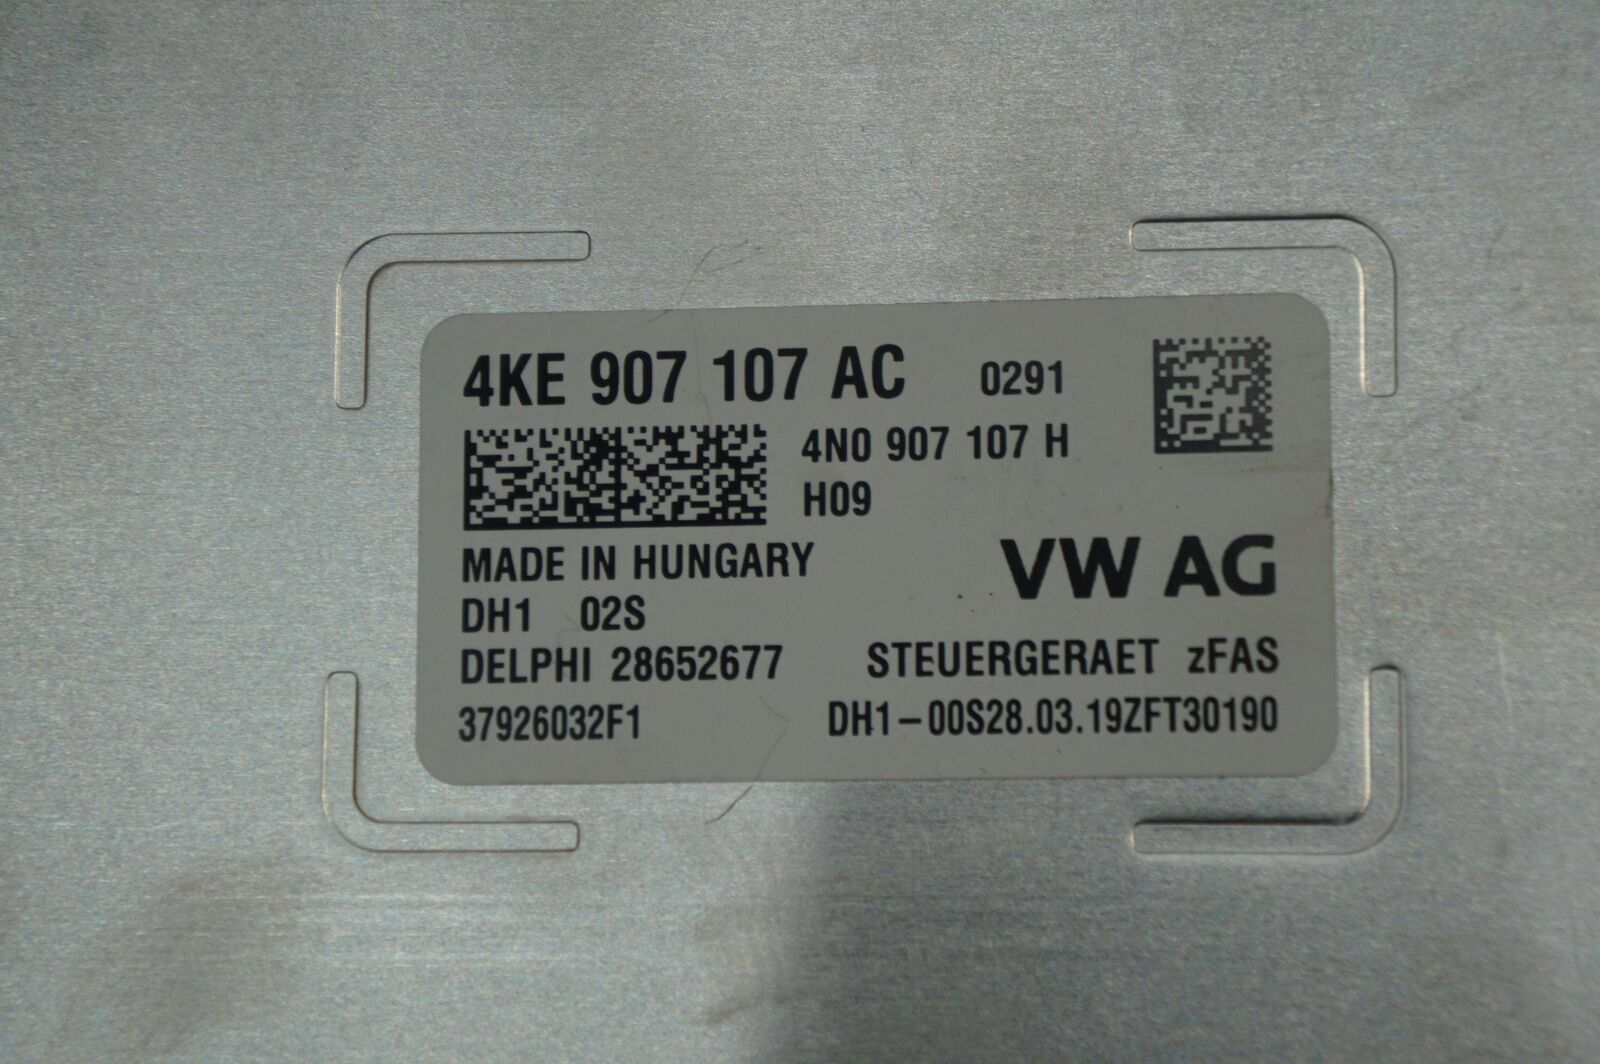 4KE 907 107 AC 0291
4N0 907 107 H
H09
MADE IN HUNGARY
VW AG
DH1 02S
DELPHI 28652677
STEUERGERAET zFAS
37926032F1
DH1-00S28.03.19ZFT30190